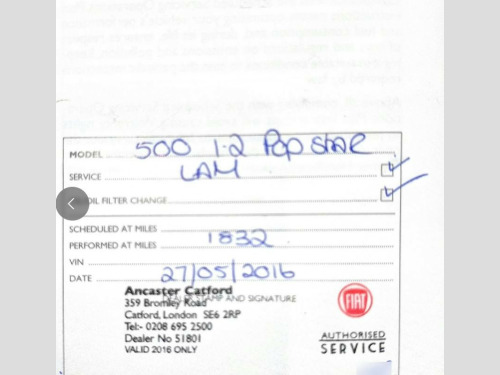 MODEL 500 1.2 Pop star
SERVICE LAM
OIL FILTER CHANGE
SCHEDULED AT MILES
PERFORMED AT MILES 1832
VIN
DATE 27/05/2016
DEALER STAMP AND SIGNATURE
Ancaster Catford
359 Bromley Road
Catford, London SE6 2RP
Tel:- 0208 695 2500
Dealer No 51801
VALID 2016 ONLY
FIAT
AUTHORISED
SERVICE